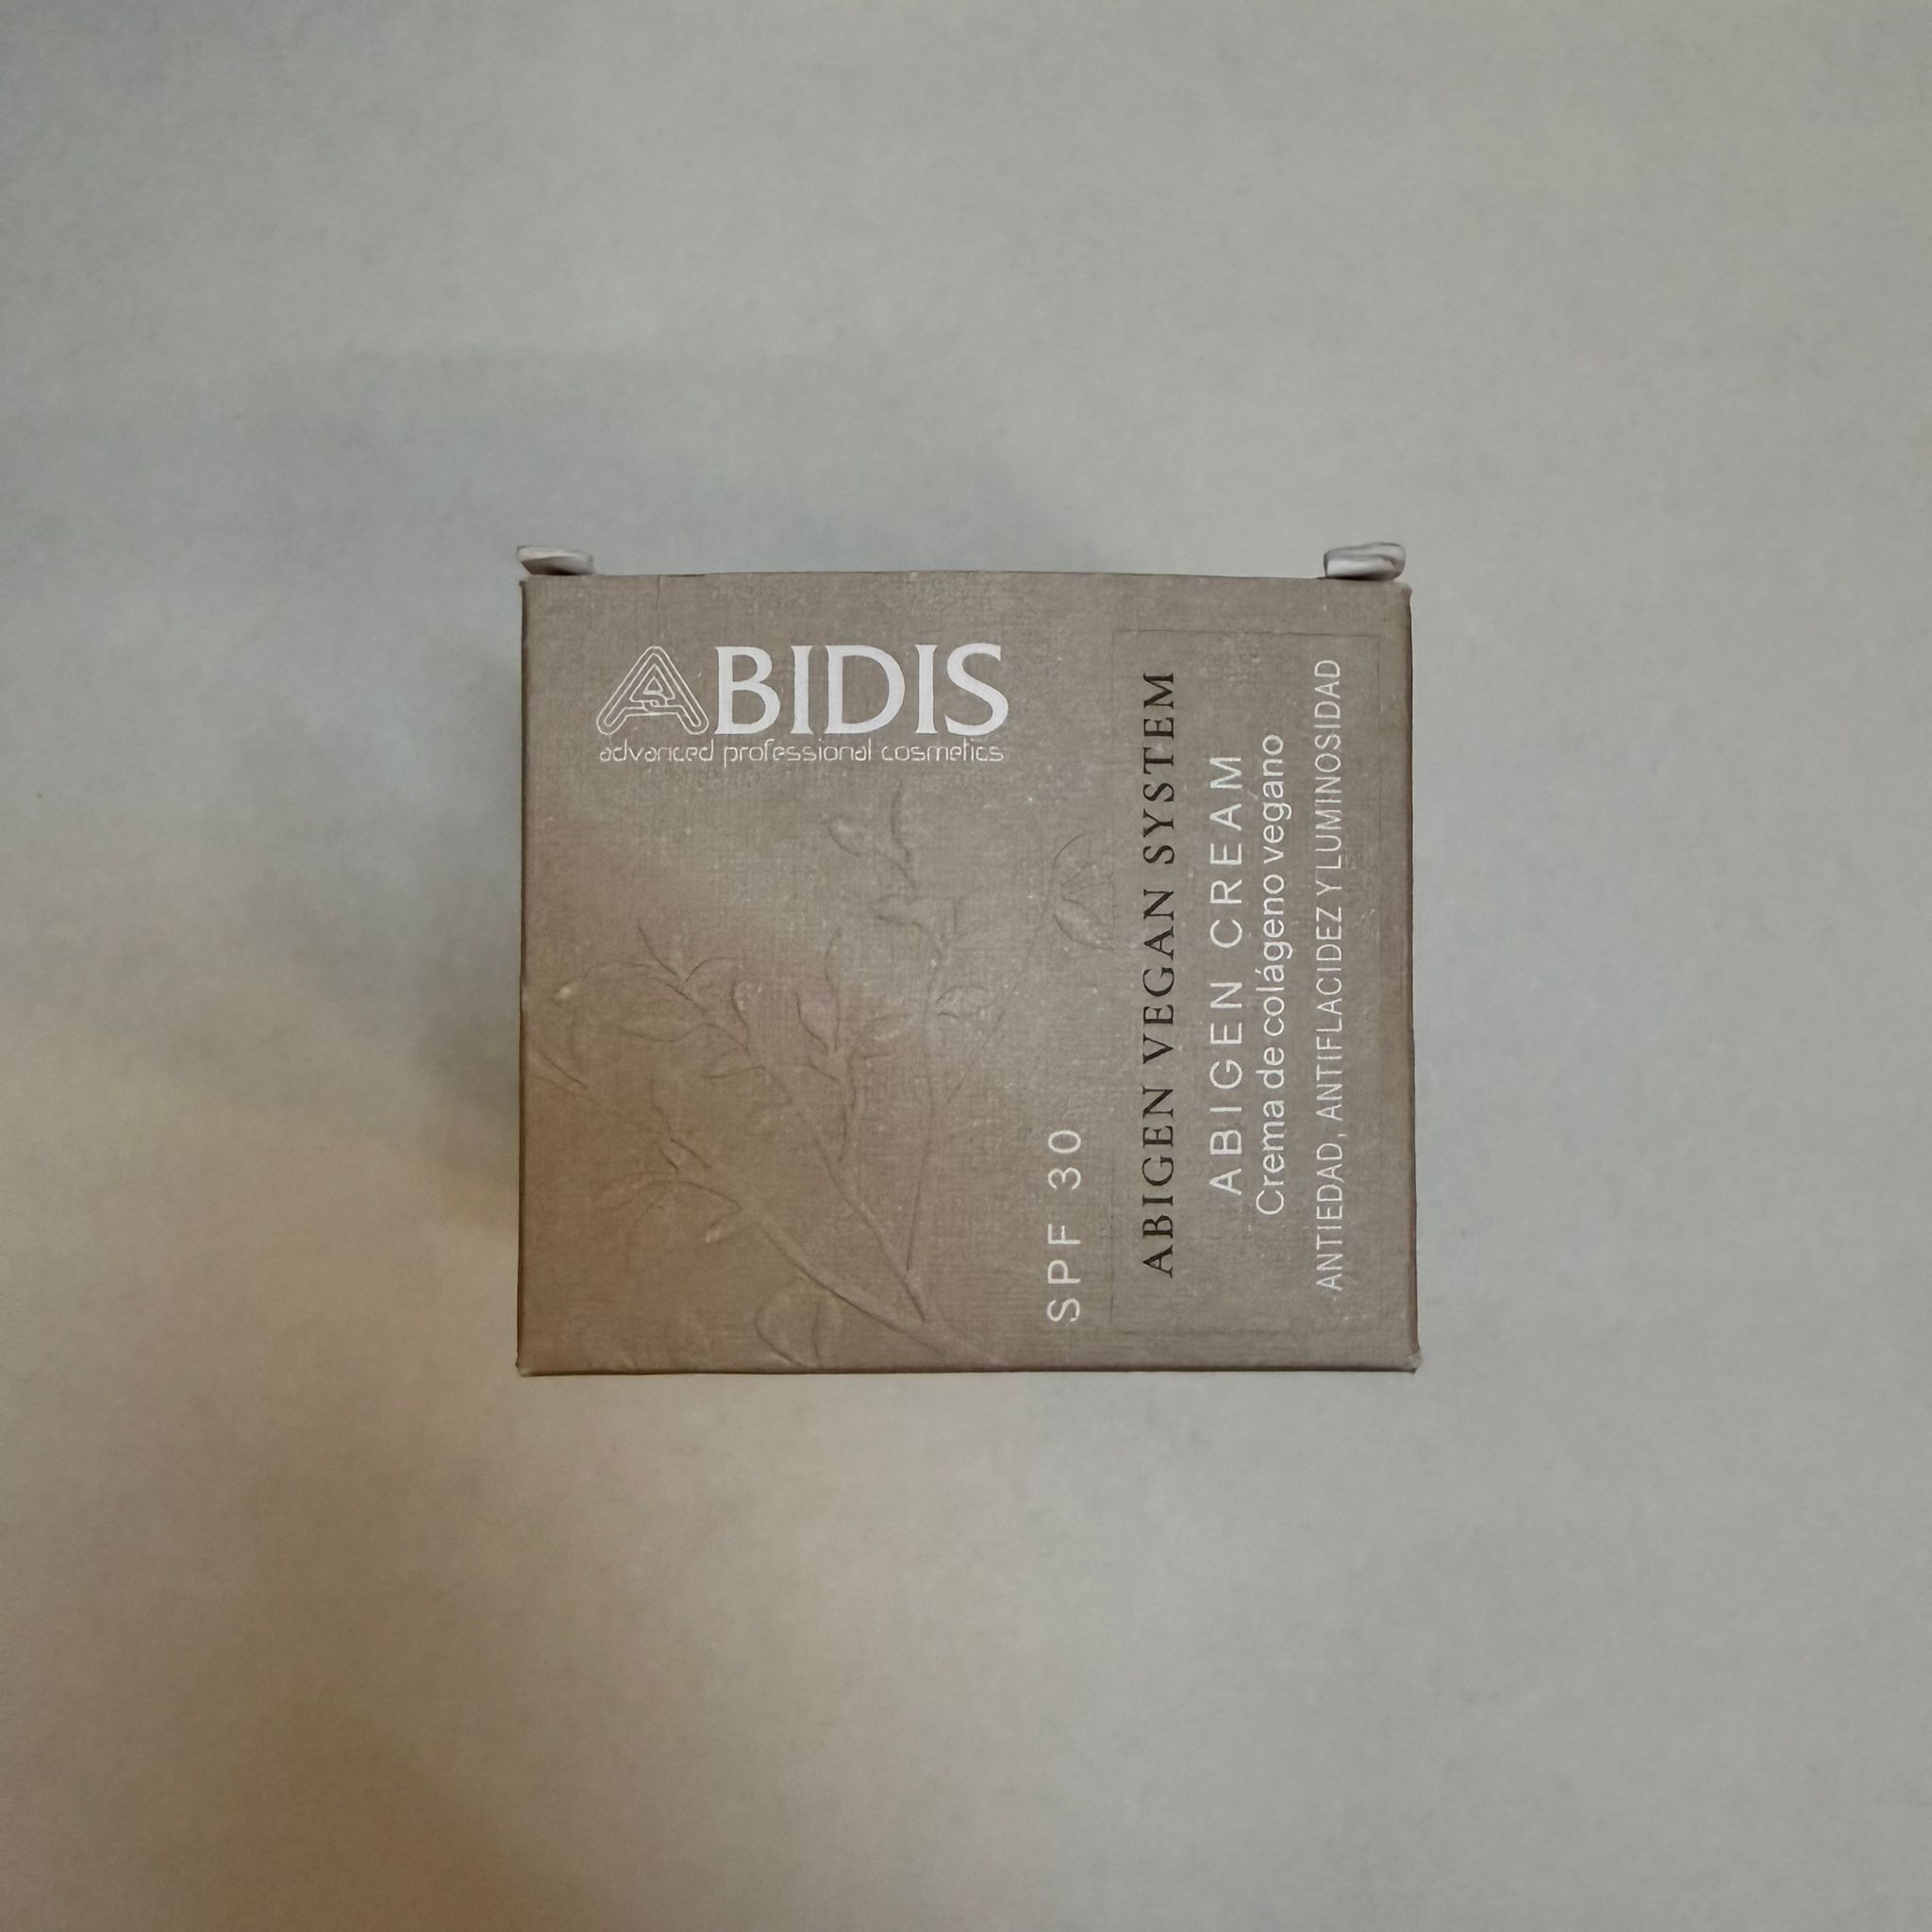 ABIDIS
advanced professional cosmetics
SPF 30
ABIGEN VEGAN SYSTEM
ABIGEN CREAM
Crema de colágeno vegano
ANTIEDAD, ANTIFLACIDEZ Y LUMINOSIDAD